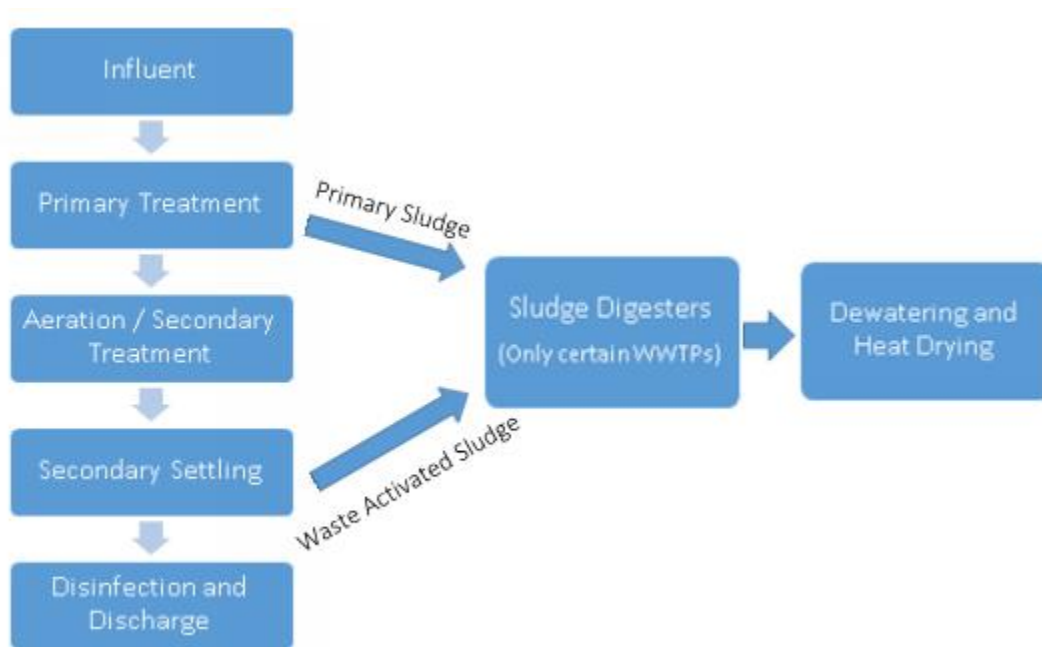 Influent
Primary Treatment
Primary Sludge
Aeration / Secondary
Treatment
Sludge Digesters
(Only certain WWTPs)
Dewatering and
Heat Drying
Secondary Settling
Waste Activated Sludge
Disinfection and
Discharge